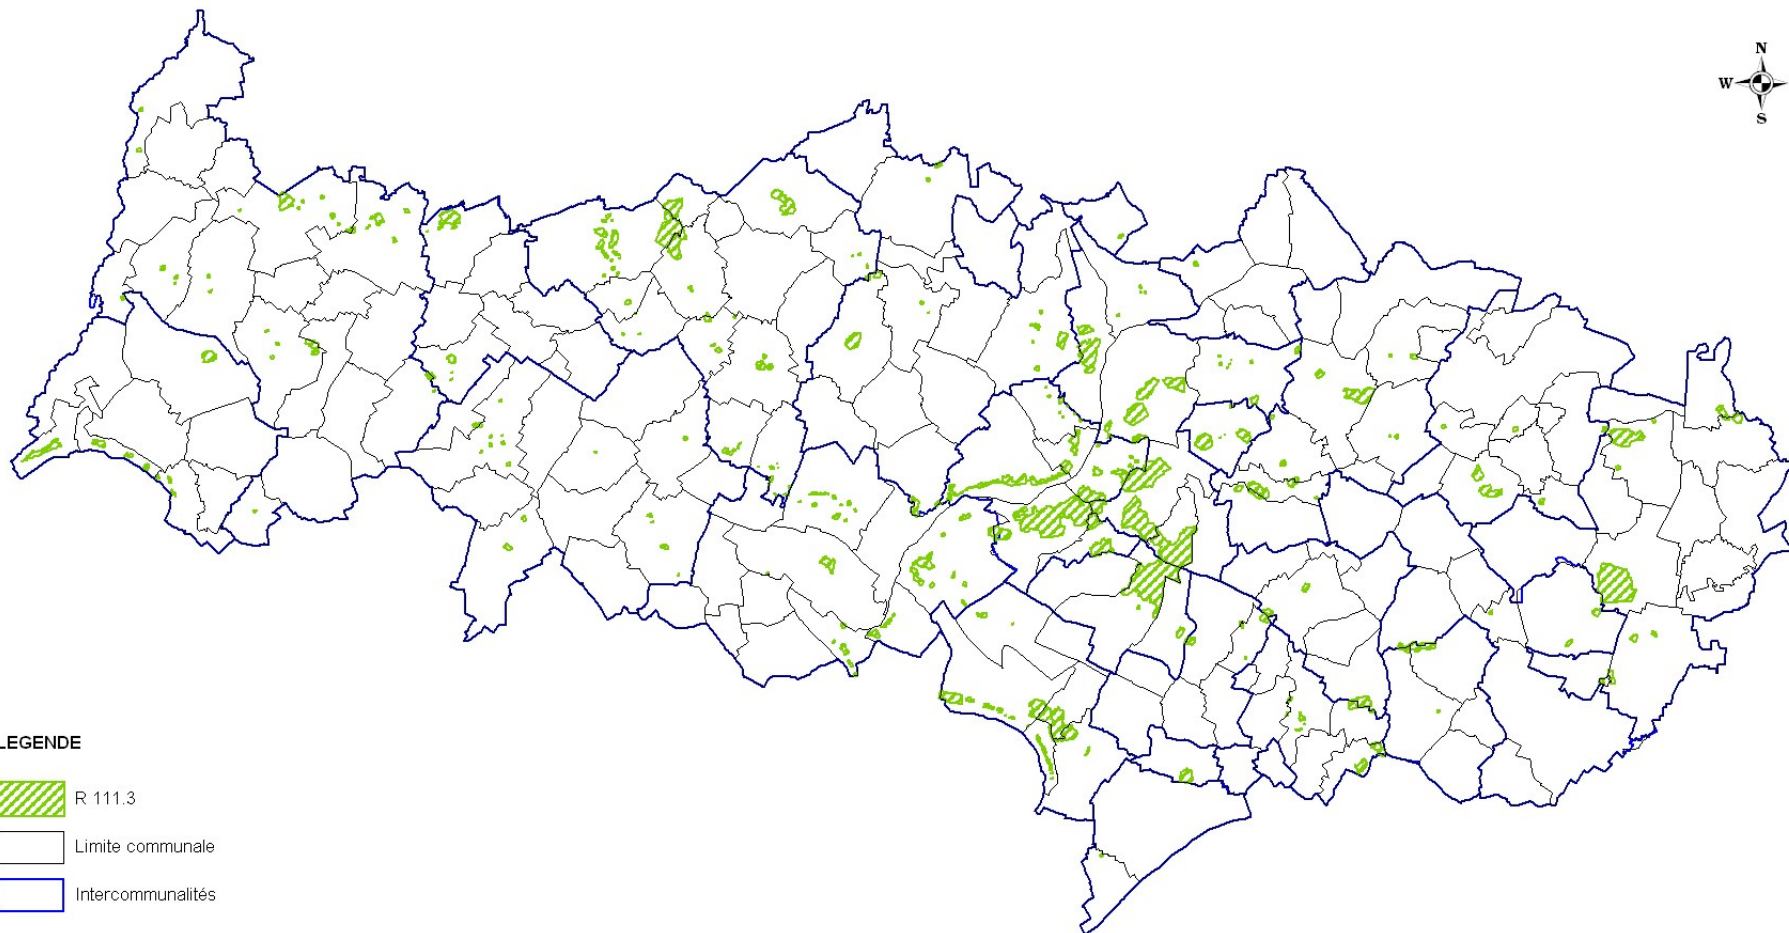 N
W
S
LEGENDE
R 111.3
Limite communale
Intercommunalités